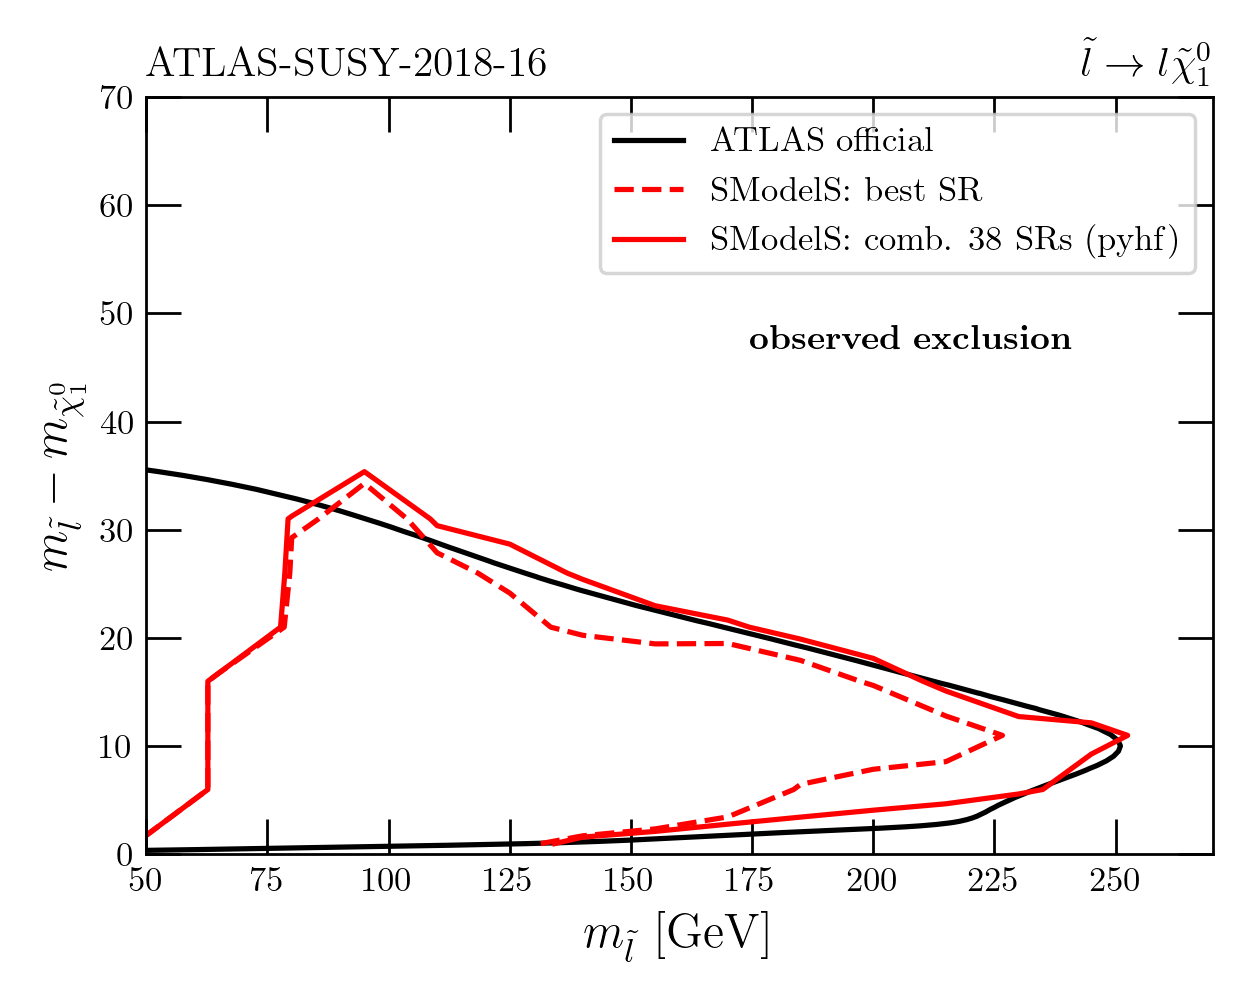 ATLAS-SUSY-2018-16
l̃ → lχ̃⁰₁
ATLAS official
SModelS: best SR
SModelS: comb. 38 SRs (pyhf)
observed exclusion
70
60
50
40
30
20
10
0
m_l̃ − m_χ̃⁰₁
50 75 100 125 150 175 200 225 250
m_l̃ [GeV]